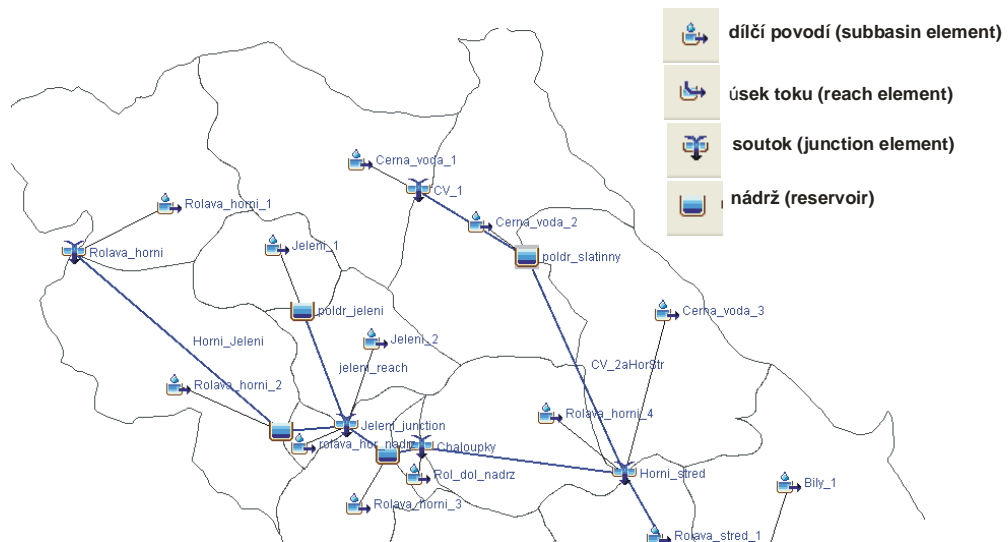 dílčí povodí (subbasin element)
úsek toku (reach element)
soutok (junction element)
nádrž (reservoir)
Cerna_voda_1
CV_1
Rolava_horni_1
Cerna_voda_2
Rolava_horni
Jeleni_1
poldr_slatinny
poldr_jeleni
Cerna_voda_3
Horni_Jeleni
Jeleni_2
jeleni_reach
CV_2aHorStr
Rolava_horni_2
Rolava_horni_4
Jeleni_junction
rolava_hor_nadrz
Chaloupky
Rol_dol_nadrz
Horni_stred
Bily_1
Rolava_horni_3
Rolava_stred_1